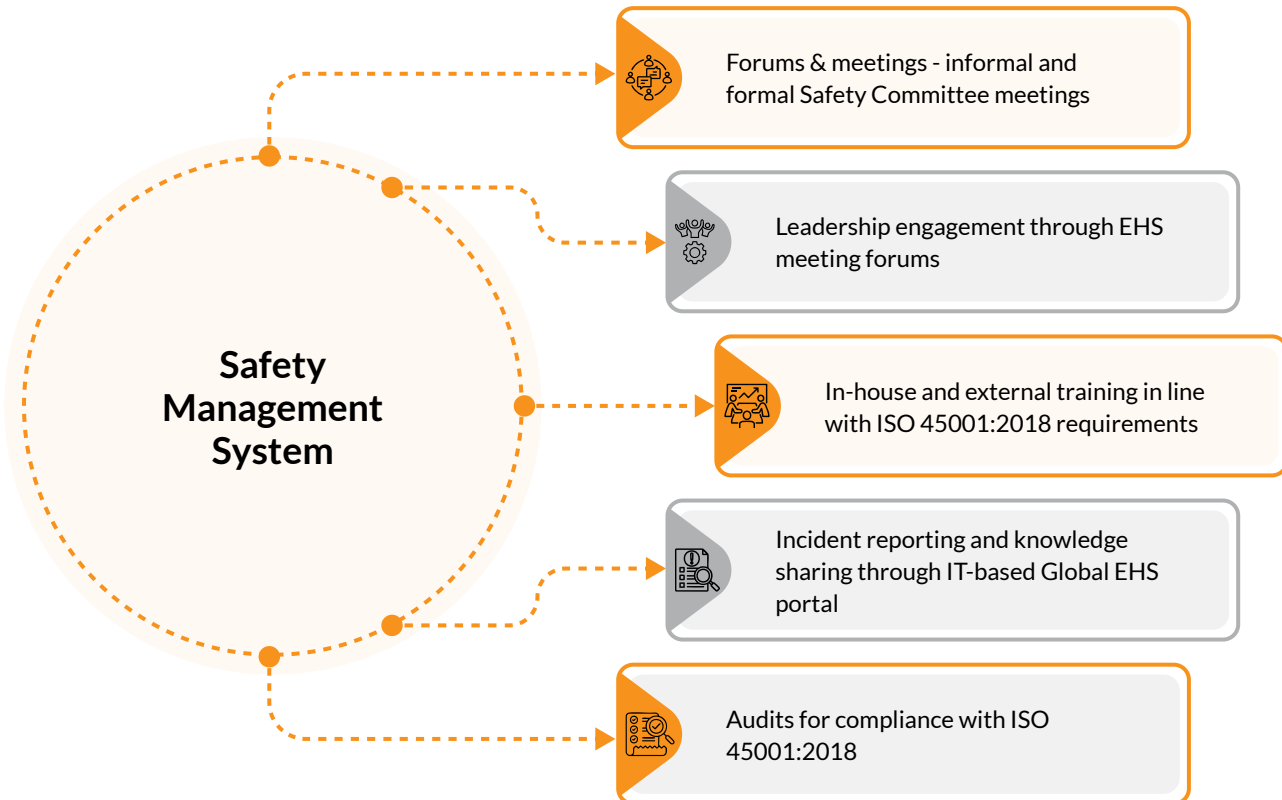 Forums & meetings - informal and
formal Safety Committee meetings
Leadership engagement through EHS
meeting forums
Safety
Management
System
In-house and external training in line
with ISO 45001:2018 requirements
Incident reporting and knowledge
sharing through IT-based Global EHS
portal
Audits for compliance with ISO
45001:2018